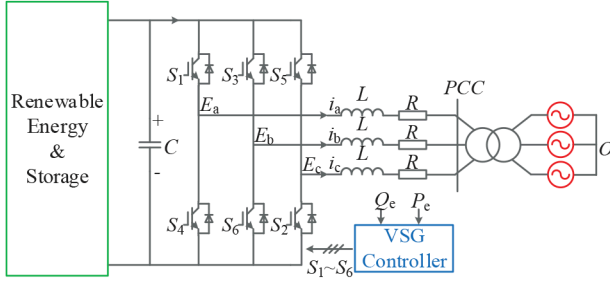 Renewable
Energy
&
Storage
+
C
-
S1 S3 S5
Ea
Eb
Ec
S4 S6 S2
ia L R
ib L R
ic L R
PCC
O
Qe Pe
VSG
Controller
S1~S6